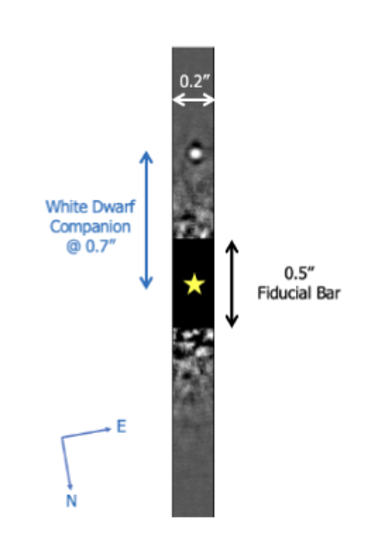 0.2"
White Dwarf
Companion
@ 0.7"
0.5"
Fiducial Bar
E
N